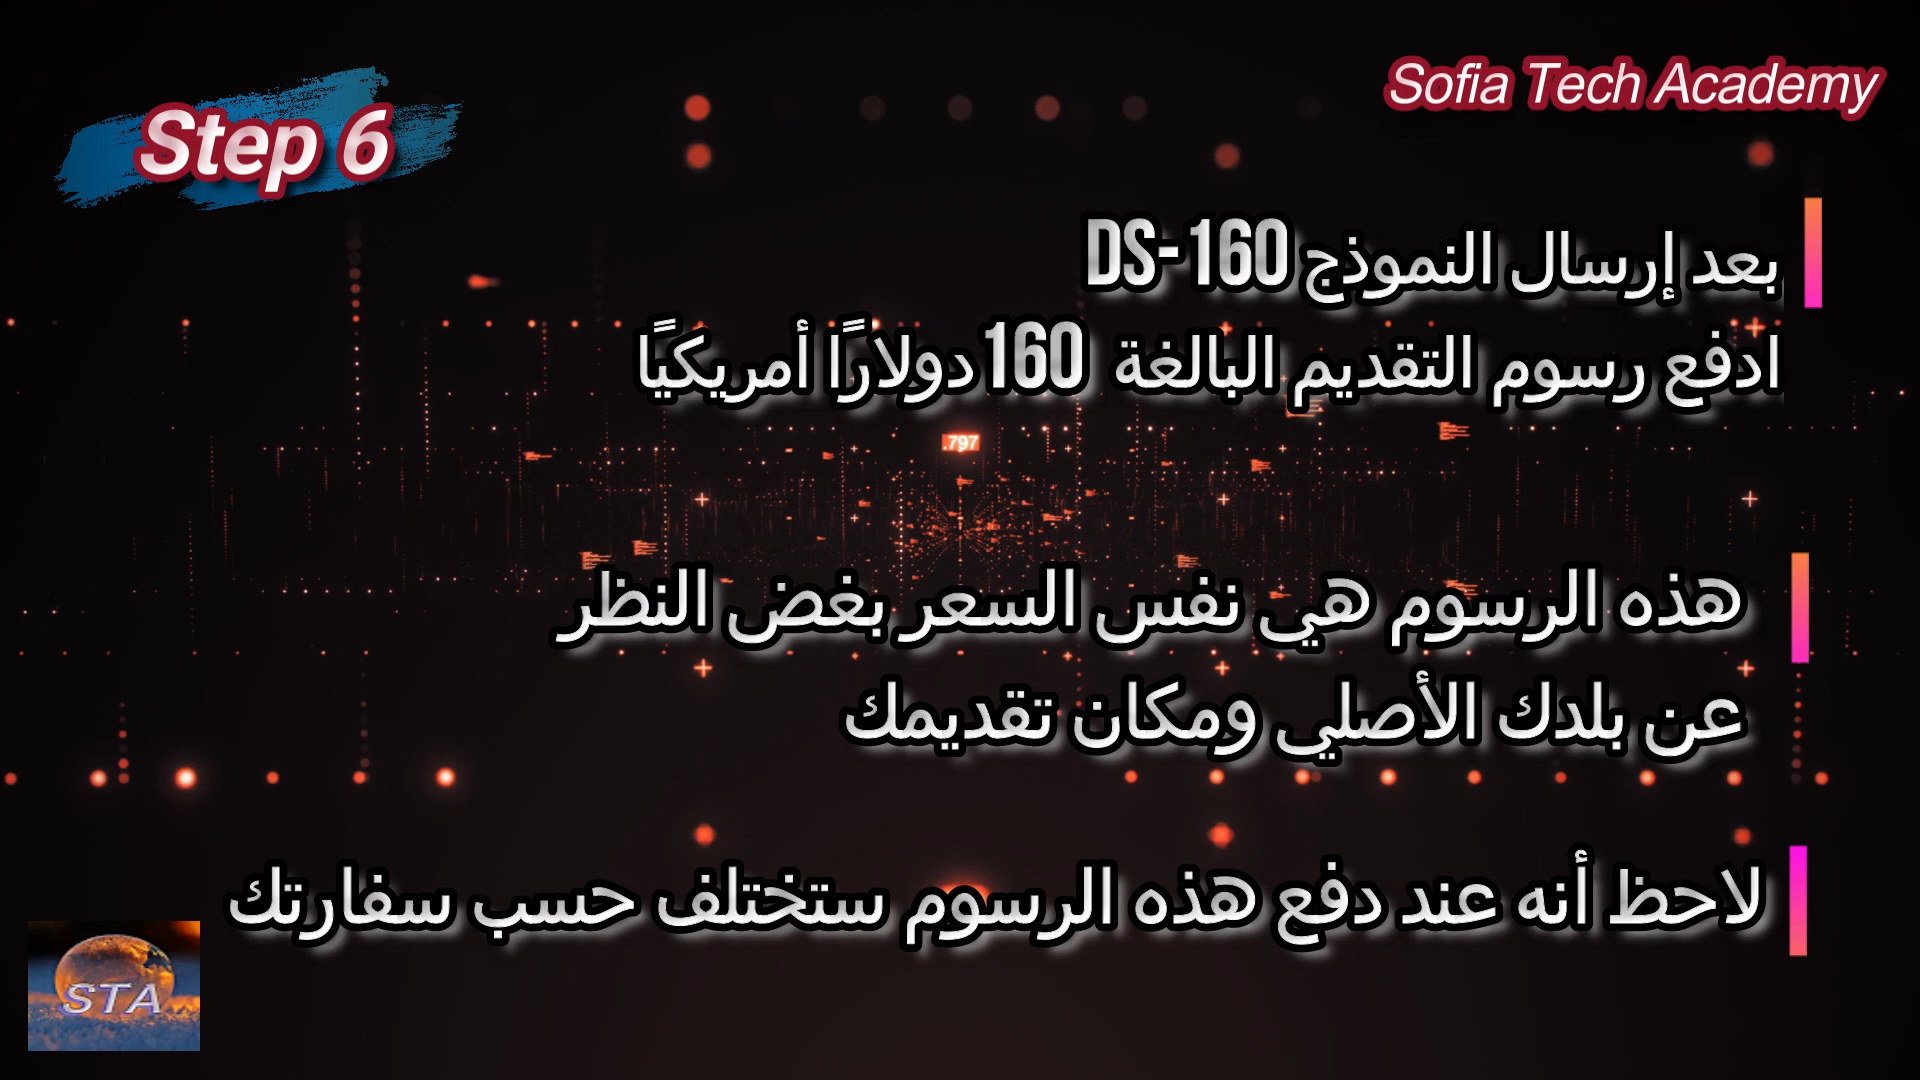 Sofia Tech Academy
Step 6
بعد إرسال النموذج DS-160
ادفع رسوم التقديم البالغة 160 دولارًا أمريكيًا
.797
هذه الرسوم هي نفس السعر بغض النظر
عن بلدك الأصلي ومكان تقديمك
لاحظ أنه عند دفع هذه الرسوم ستختلف حسب سفارتك
STA